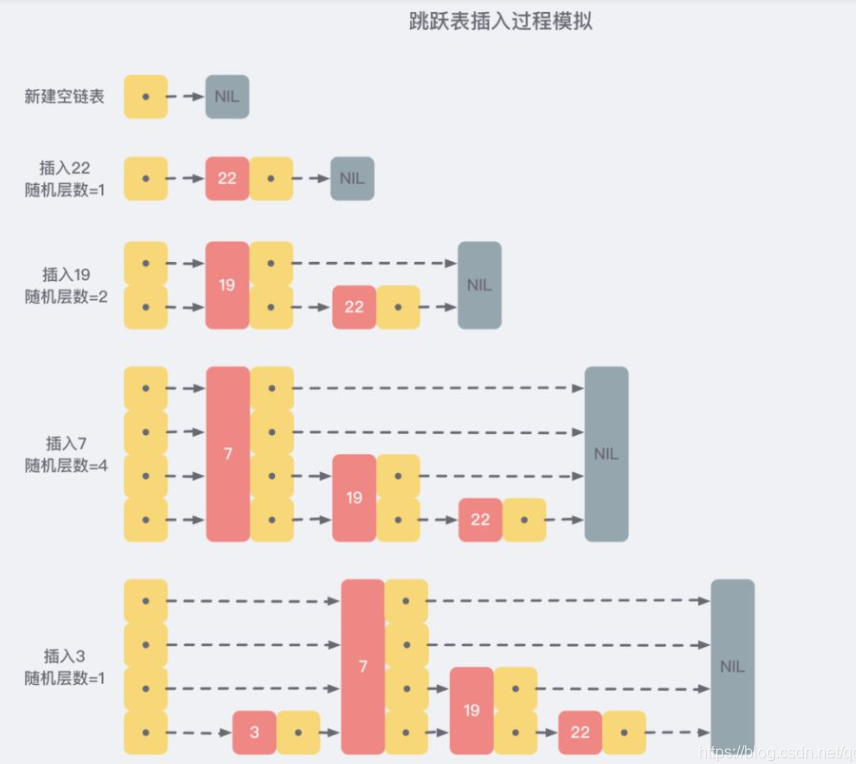 跳跃表插入过程模拟
新建空链表
NIL
插入22
随机层数=1
22
NIL
插入19
随机层数=2
19
22
NIL
插入7
随机层数=4
7
19
22
NIL
插入3
随机层数=1
3
7
19
22
NIL
https://blog.csdn.net/qc